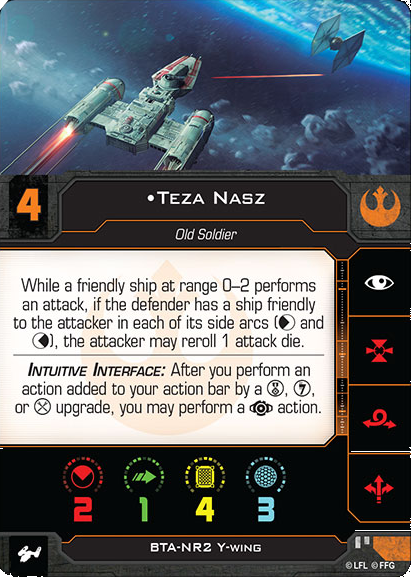 4
•Teza Nasz
Old Soldier
While a friendly ship at range 0–2 performs
an attack, if the defender has a ship friendly
to the attacker in each of its side arcs ( and
), the attacker may reroll 1 attack die.
Intuitive Interface: After you perform an
action added to your action bar by a , ,
or upgrade, you may perform a action.
2 1 4 3
BTA-NR2 Y-wing
© LFL © FFG